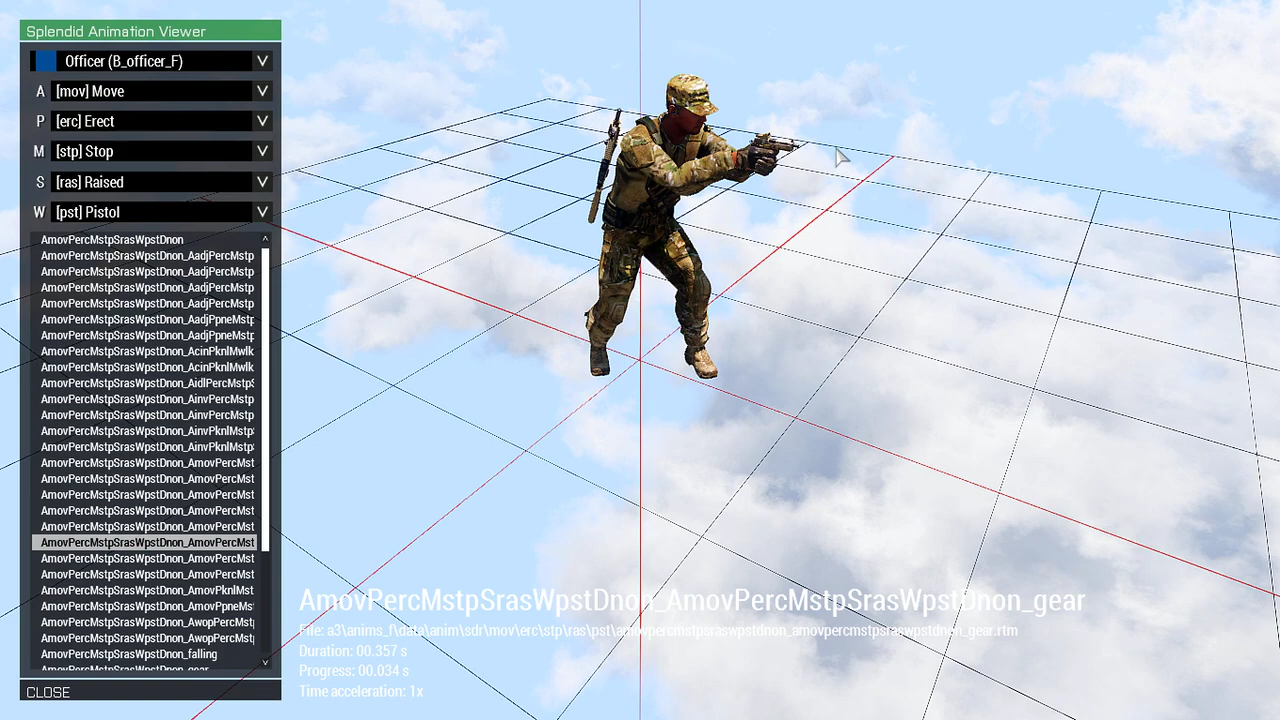 Splendid Animation Viewer
Officer (B_officer_F)
A [mov] Move
P [erc] Erect
M [stp] Stop
S [ras] Raised
W [pst] Pistol
AmovPercMstpSrasWpstDnon
AmovPercMstpSrasWpstDnon_AadjPercMstp
AmovPercMstpSrasWpstDnon_AadjPercMstp
AmovPercMstpSrasWpstDnon_AadjPercMstp
AmovPercMstpSrasWpstDnon_AadjPercMstp
AmovPercMstpSrasWpstDnon_AadjPpneMstp
AmovPercMstpSrasWpstDnon_AadjPpneMstp
AmovPercMstpSrasWpstDnon_AcinPknlMwlk
AmovPercMstpSrasWpstDnon_AcinPknlMwlk
AmovPercMstpSrasWpstDnon_AidlPercMstpS
AmovPercMstpSrasWpstDnon_AinvPercMstp
AmovPercMstpSrasWpstDnon_AinvPercMstp
AmovPercMstpSrasWpstDnon_AinvPknlMstp
AmovPercMstpSrasWpstDnon_AinvPknlMstp
AmovPercMstpSrasWpstDnon_AmovPercMst
AmovPercMstpSrasWpstDnon_AmovPercMst
AmovPercMstpSrasWpstDnon_AmovPercMst
AmovPercMstpSrasWpstDnon_AmovPercMst
AmovPercMstpSrasWpstDnon_AmovPercMst
AmovPercMstpSrasWpstDnon_AmovPercMst
AmovPercMstpSrasWpstDnon_AmovPercMst
AmovPercMstpSrasWpstDnon_AmovPercMst
AmovPercMstpSrasWpstDnon_AmovPknlMst
AmovPercMstpSrasWpstDnon_AmovPpneMs
AmovPercMstpSrasWpstDnon_AwopPercMst
AmovPercMstpSrasWpstDnon_AwopPercMst
AmovPercMstpSrasWpstDnon_falling
AmovPercMstpSrasWpstDnon_gear
CLOSE
AmovPercMstpSrasWpstDnon_AmovPercMstpSrasWpstDnon_gear
File: a3\anims_f\data\anim\sdr\mov\erc\stp\ras\pst\amovpercmstpsraswpstdnon_amovpercmstpsraswpstdnon_gear.rtm
Duration: 00.357 s
Progress: 00.034 s
Time acceleration: 1x